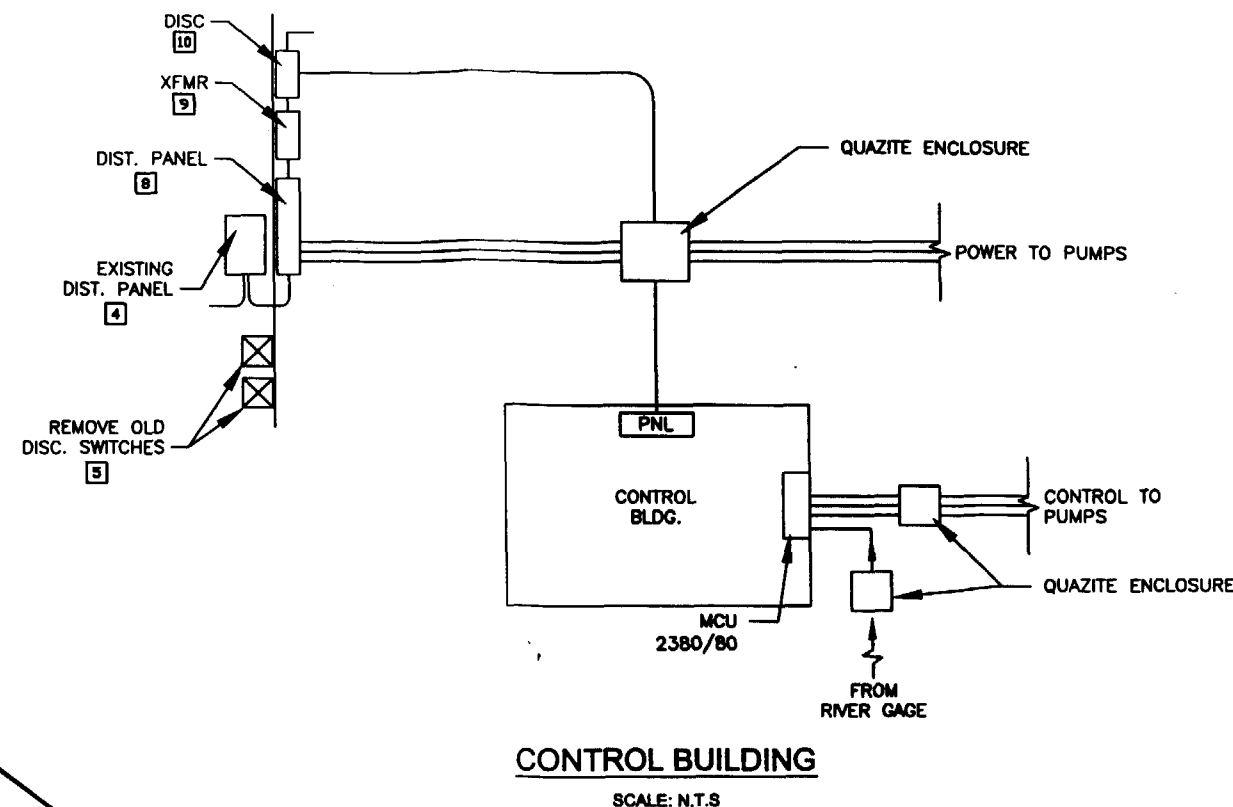 DISC
10
XFMR
9
DIST. PANEL
8
EXISTING
DIST. PANEL
4
REMOVE OLD
DISC. SWITCHES
5
QUAZITE ENCLOSURE
POWER TO PUMPS
PNL
CONTROL
BLDG.
CONTROL TO
PUMPS
QUAZITE ENCLOSURE
MCU
2380/80
FROM
RIVER GAGE
CONTROL BUILDING
SCALE: N.T.S